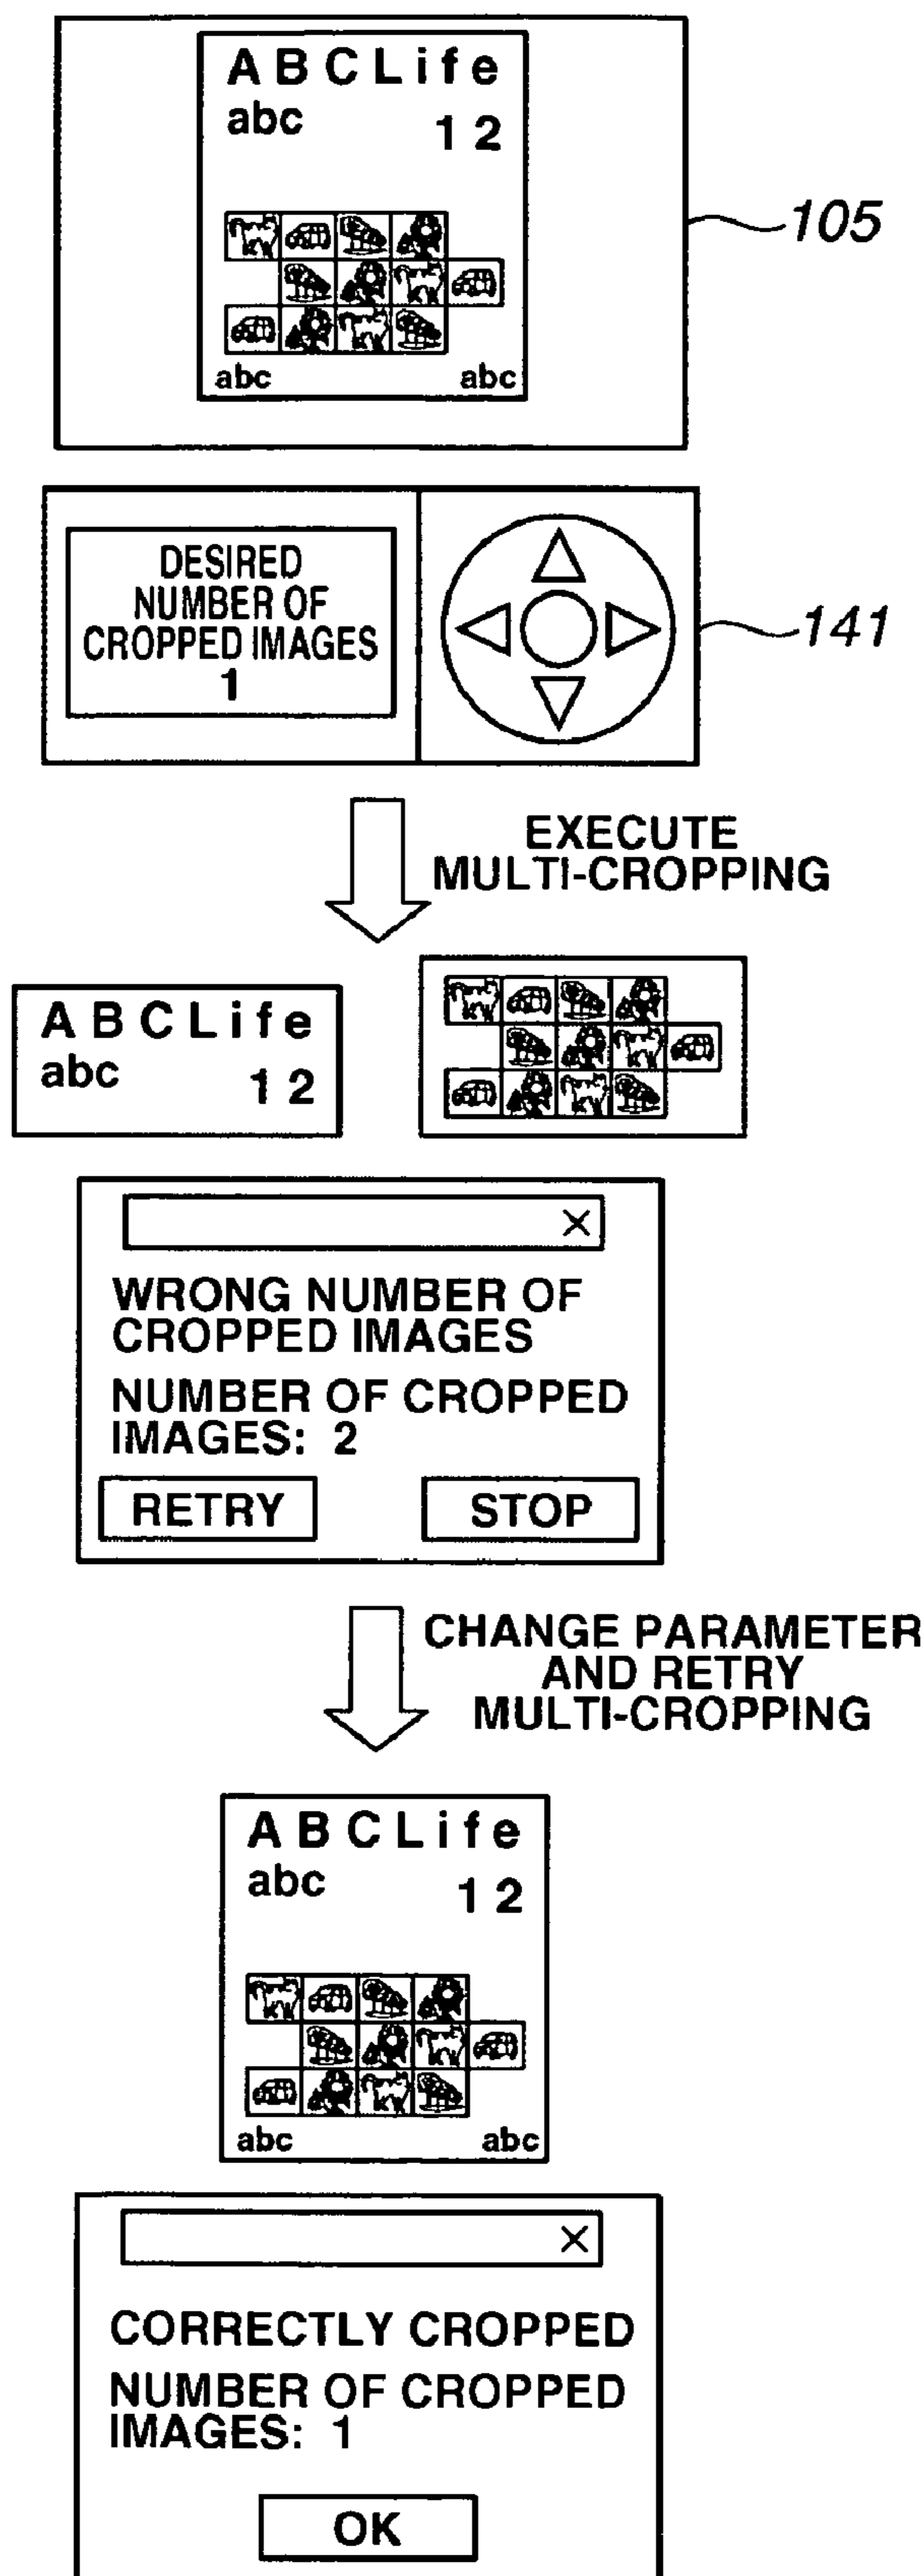 A B C L i f e
abc
1 2
abc abc
105
DESIRED
NUMBER OF
CROPPED IMAGES
1
141
EXECUTE
MULTI-CROPPING
A B C L i f e
abc
1 2
×
WRONG NUMBER OF
CROPPED IMAGES
NUMBER OF CROPPED
IMAGES: 2
RETRY STOP
CHANGE PARAMETER
AND RETRY
MULTI-CROPPING
A B C L i f e
abc
1 2
abc abc
×
CORRECTLY CROPPED
NUMBER OF CROPPED
IMAGES: 1
OK